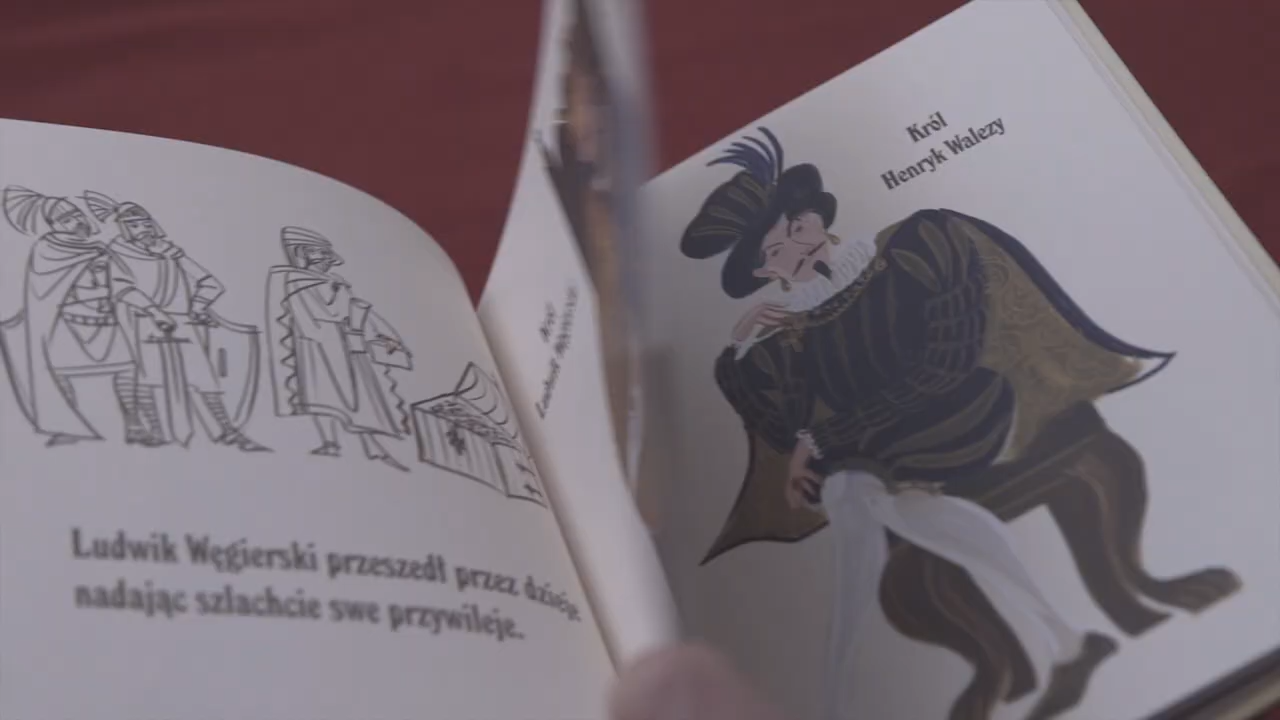 Ludwik Węgierski przeszedł przez dzieje,
nadając szlachcie swe przywileje.
Król
Henryk Walezy